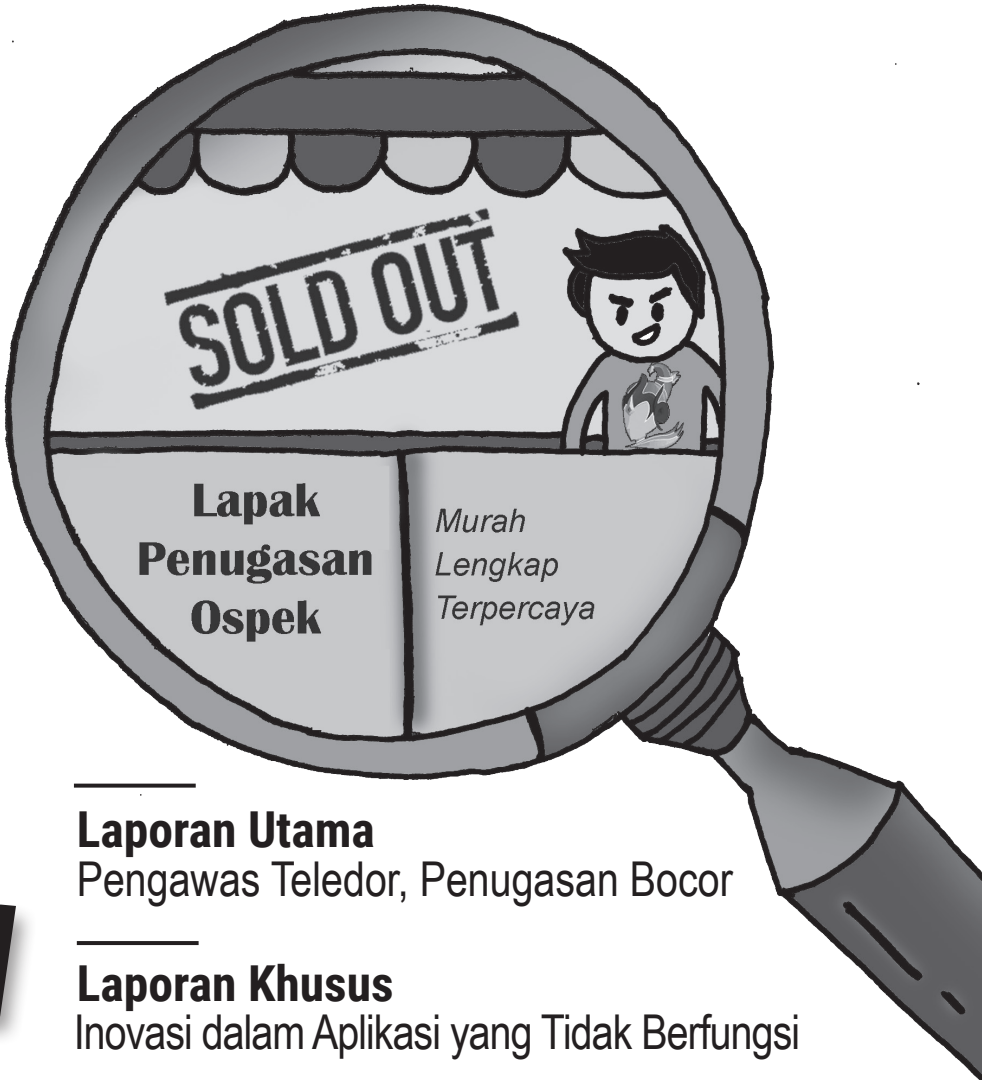 SOLD OUT
Lapak
Penugasan
Ospek
Murah
Lengkap
Terpercaya
Laporan Utama
Pengawas Teledor, Penugasan Bocor
Laporan Khusus
Inovasi dalam Aplikasi yang Tidak Berfungsi